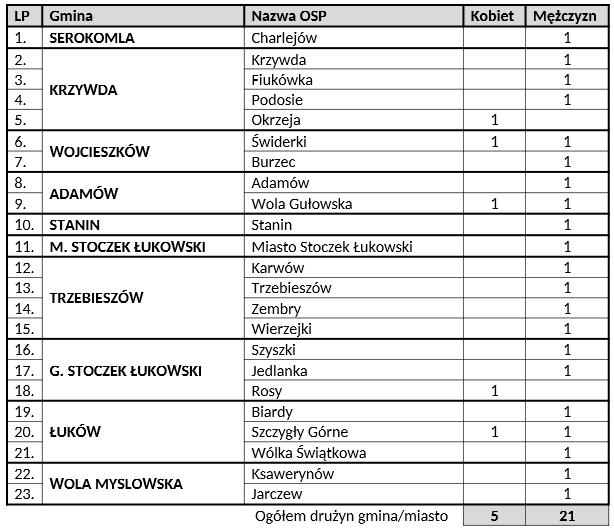 LP Gmina Nazwa OSP Kobiet Mężczyzn
1. SEROKOMLA Charlejów 1
2. Krzywda 1
3. Fiukówka 1
KRZYWDA
4. Podosie 1
5. Okrzeja 1
6. Świderki 1 1
WOJCIESZKÓW
7. Burzec 1
8. Adamów 1
ADAMÓW
9. Wola Gułowska 1 1
10. STANIN Stanin 1
11. M. STOCZEK ŁUKOWSKI Miasto Stoczek Łukowski 1
12. Karwów 1
13. Trzebieszów 1
TRZEBIESZÓW
14. Zembry 1
15. Wierzejki 1
16. Szyszki 1
17. G. STOCZEK ŁUKOWSKI Jedlanka 1
18. Rosy 1
19. Biardy 1
20. ŁUKÓW Szczygły Górne 1 1
21. Wólka Świątkowa 1
22. Ksawerynów 1
WOLA MYSLOWSKA
23. Jarczew 1
Ogółem drużyn gmina/miasto 5 21